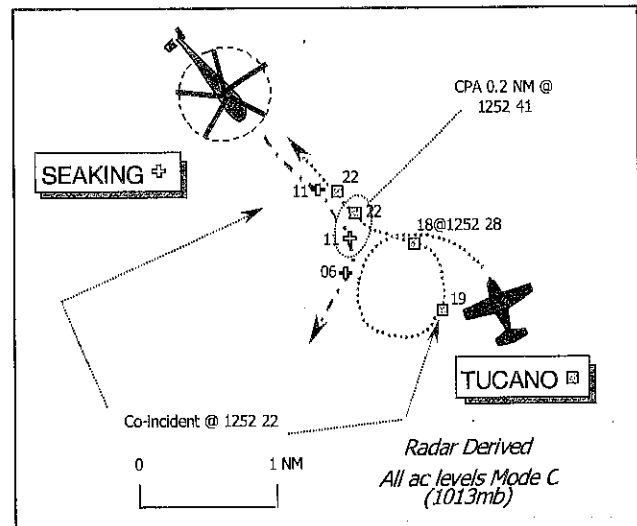 CPA 0.2 NM @
1252 41
SEAKING
11
22
22
11
18@1252 28
06
19
TUCANO
Co-incident @ 1252 22
0
1 NM
Radar Derived
All ac levels Mode C
(1013mb)